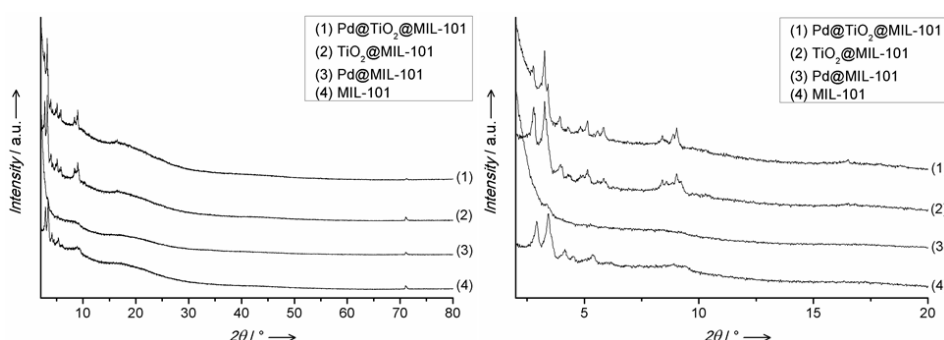 (1) Pd@TiO₂@MIL-101
(2) TiO₂@MIL-101
(3) Pd@MIL-101
(4) MIL-101
Intensity / a.u.
(1)
(2)
(3)
(4)
10 20 30 40 50 60 70 80
2θ / °
(1) Pd@TiO₂@MIL-101
(2) TiO₂@MIL-101
(3) Pd@MIL-101
(4) MIL-101
Intensity / a.u.
(1
(2
(3
(4
5 10 15 20
2θ / °